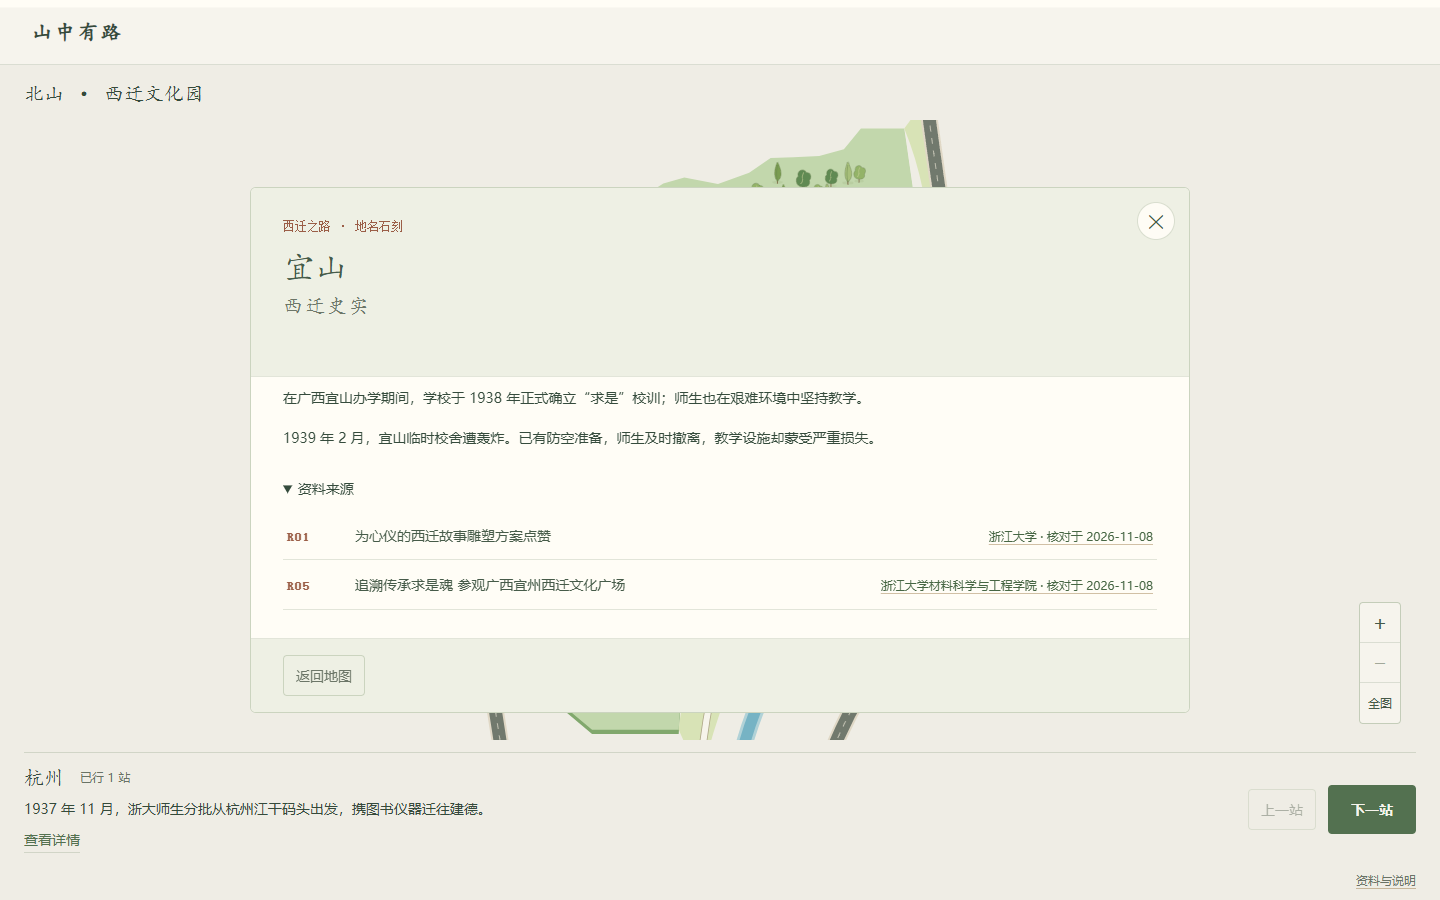 山中有路
北山 • 西迁文化园
西迁之路 · 地名石刻
宜山
西迁史实
在广西宜山办学期间，学校于 1938 年正式确立“求是”校训；师生也在艰难环境中坚持教学。
1939 年 2 月，宜山临时校舍遭轰炸。已有防空准备，师生及时撤离，教学设施却蒙受严重损失。
▼ 资料来源
R01 为心仪的西迁故事雕塑方案点赞 浙江大学 · 核对于 2026-11-08
R05 追溯传承求是魂 参观广西宜州西迁文化广场 浙江大学材料科学与工程学院 · 核对于 2026-11-08
返回地图
+
−
全图
杭州 已行 1 站
1937 年 11 月，浙大师生分批从杭州江干码头出发，携图书仪器迁往建德。
查看详情
上一站 下一站
资料与说明